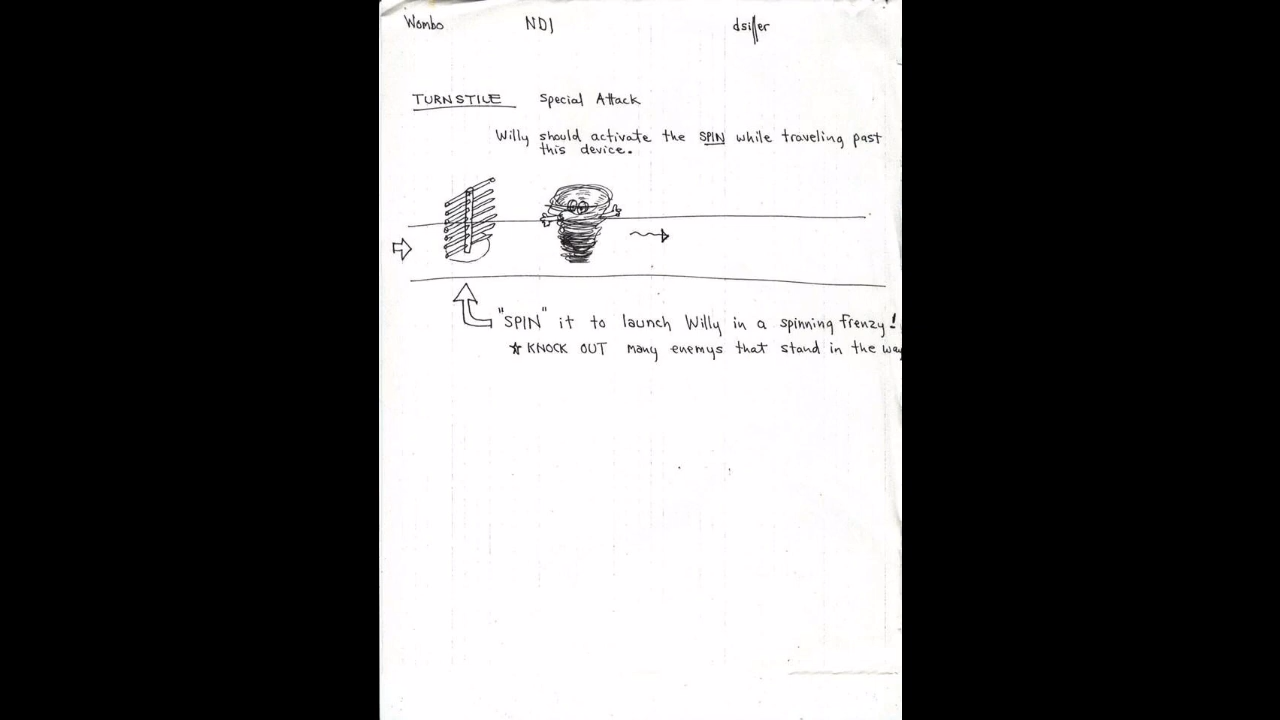 Wombo NDI dsiller
TURNSTILE Special Attack
Willy should activate the SPIN while traveling past
this device.
"SPIN" it to launch Willy in a spinning frenzy!
☆ KNOCK OUT many enemys that stand in the way